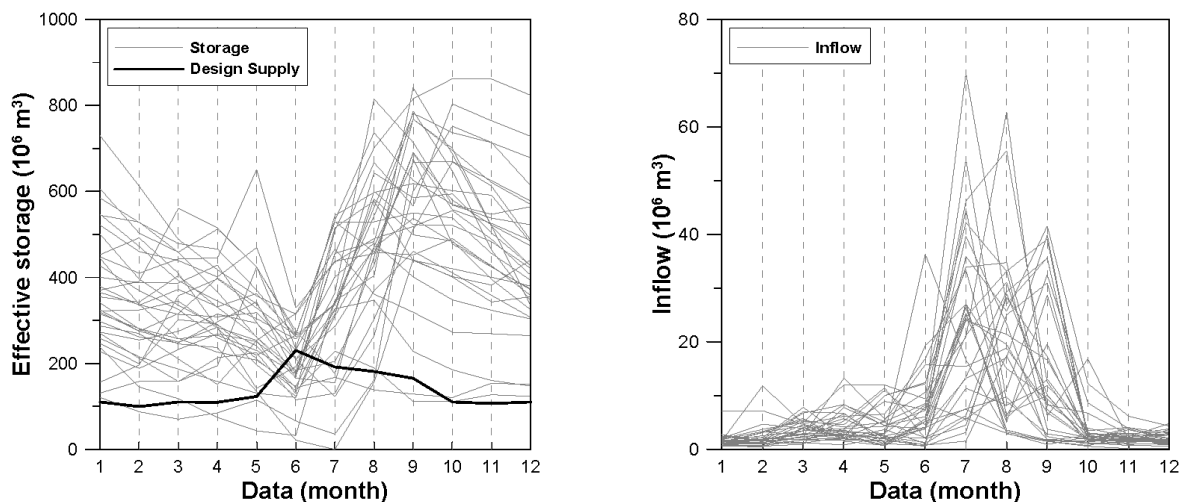 1000
800
600
400
200
0
Effective storage (10⁶ m³)
Storage
Design Supply
1 2 3 4 5 6 7 8 9 10 11 12
Data (month)
80
60
40
20
0
Inflow (10⁶ m³)
Inflow
1 2 3 4 5 6 7 8 9 10 11 12
Data (month)